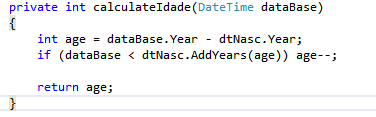 private int calculateIdade(DateTime dataBase)
{
int age = dataBase.Year - dtNasc.Year;
if (dataBase < dtNasc.AddYears(age)) age--;
return age;
}